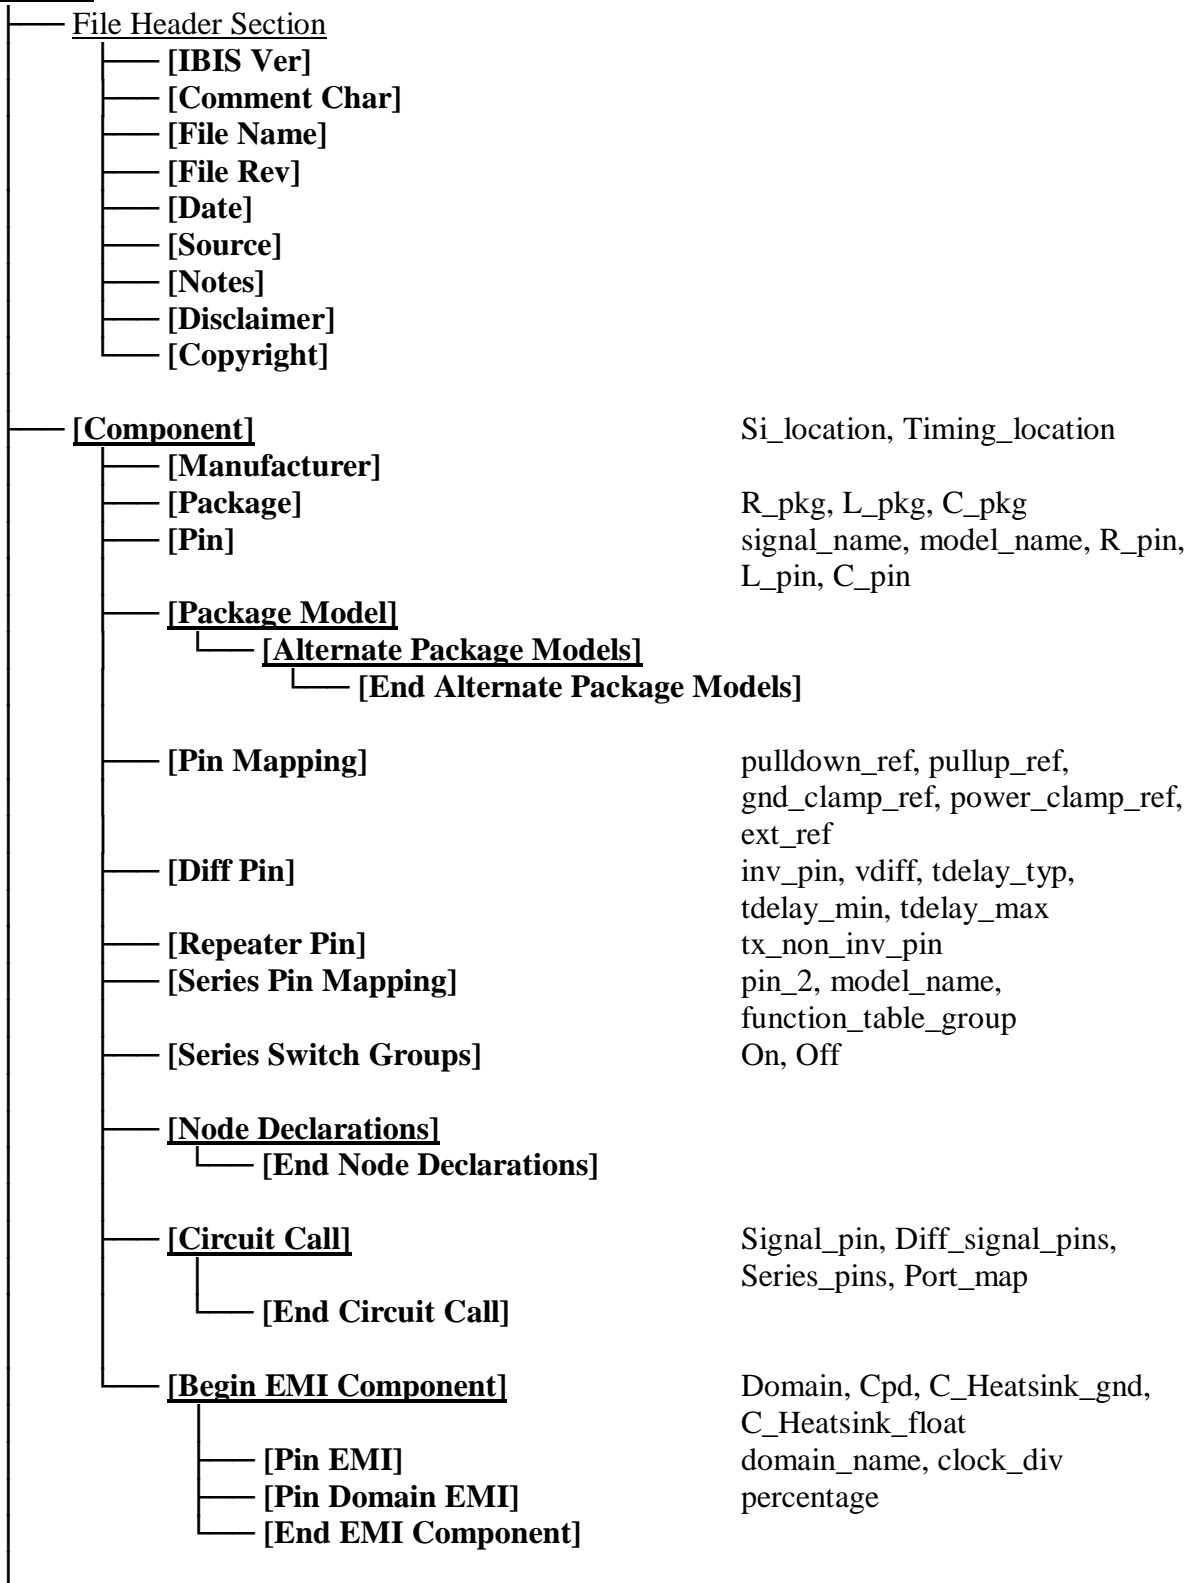 File Header Section
[IBIS Ver]
[Comment Char]
[File Name]
[File Rev]
[Date]
[Source]
[Notes]
[Disclaimer]
[Copyright]
[Component] Si_location, Timing_location
[Manufacturer]
[Package] R_pkg, L_pkg, C_pkg
[Pin] signal_name, model_name, R_pin,
L_pin, C_pin
[Package Model]
[Alternate Package Models]
[End Alternate Package Models]
[Pin Mapping] pulldown_ref, pullup_ref,
gnd_clamp_ref, power_clamp_ref,
ext_ref
[Diff Pin] inv_pin, vdiff, tdelay_typ,
tdelay_min, tdelay_max
[Repeater Pin] tx_non_inv_pin
[Series Pin Mapping] pin_2, model_name,
function_table_group
[Series Switch Groups] On, Off
[Node Declarations]
[End Node Declarations]
[Circuit Call] Signal_pin, Diff_signal_pins,
Series_pins, Port_map
[End Circuit Call]
[Begin EMI Component] Domain, Cpd, C_Heatsink_gnd,
C_Heatsink_float
[Pin EMI] domain_name, clock_div
[Pin Domain EMI] percentage
[End EMI Component]